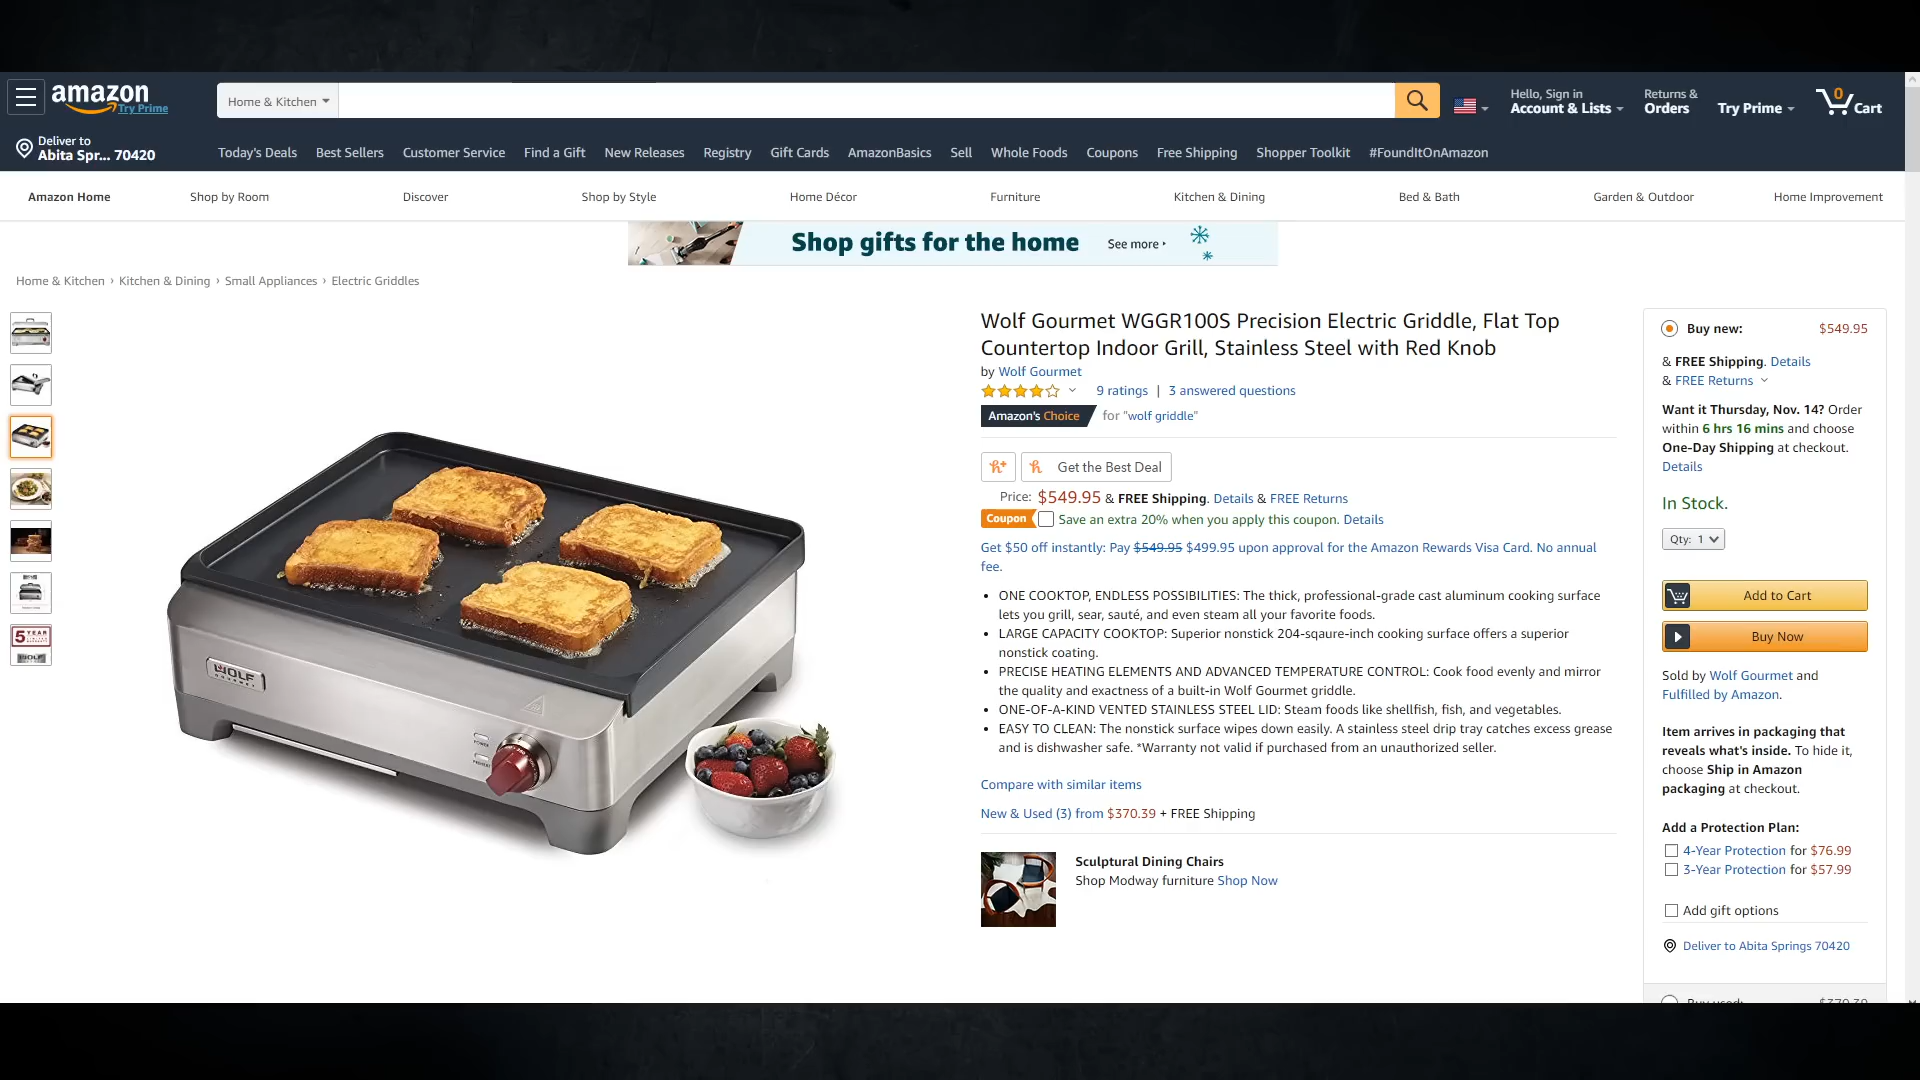 amazon
Try Prime
Home & Kitchen
Hello, Sign in
Account & Lists
Returns &
Orders
Try Prime
0
Cart
Deliver to
Abita Spr... 70420
Today's Deals
Best Sellers
Customer Service
Find a Gift
New Releases
Registry
Gift Cards
AmazonBasics
Sell
Whole Foods
Coupons
Free Shipping
Shopper Toolkit
#FoundItOnAmazon
Amazon Home
Shop by Room
Discover
Shop by Style
Home Décor
Furniture
Kitchen & Dining
Bed & Bath
Garden & Outdoor
Home Improvement
Shop gifts for the home
See more ▸
Home & Kitchen › Kitchen & Dining › Small Appliances › Electric Griddles
5 YEAR
WOLF
GOURMET
POWER
Wolf Gourmet WGGR100S Precision Electric Griddle, Flat Top
Countertop Indoor Grill, Stainless Steel with Red Knob
by Wolf Gourmet
9 ratings | 3 answered questions
Amazon's Choice for "wolf griddle"
Get the Best Deal
Price: $549.95 & FREE Shipping. Details & FREE Returns
Coupon Save an extra 20% when you apply this coupon. Details
Get $50 off instantly: Pay $549.95 $499.95 upon approval for the Amazon Rewards Visa Card. No annual
fee.
• ONE COOKTOP, ENDLESS POSSIBILITIES: The thick, professional-grade cast aluminum cooking surface
lets you grill, sear, sauté, and even steam all your favorite foods.
• LARGE CAPACITY COOKTOP: Superior nonstick 204-sqaure-inch cooking surface offers a superior
nonstick coating.
• PRECISE HEATING ELEMENTS AND ADVANCED TEMPERATURE CONTROL: Cook food evenly and mirror
the quality and exactness of a built-in Wolf Gourmet griddle.
• ONE-OF-A-KIND VENTED STAINLESS STEEL LID: Steam foods like shellfish, fish, and vegetables.
• EASY TO CLEAN: The nonstick surface wipes down easily. A stainless steel drip tray catches excess grease
and is dishwasher safe. *Warranty not valid if purchased from an unauthorized seller.
Compare with similar items
New & Used (3) from $370.39 + FREE Shipping
Sculptural Dining Chairs
Shop Modway furniture Shop Now
Buy new: $549.95
& FREE Shipping. Details
& FREE Returns
Want it Thursday, Nov. 14? Order
within 6 hrs 16 mins and choose
One-Day Shipping at checkout.
Details
In Stock.
Qty: 1
Add to Cart
Buy Now
Sold by Wolf Gourmet and
Fulfilled by Amazon.
Item arrives in packaging that
reveals what's inside. To hide it,
choose Ship in Amazon
packaging at checkout.
Add a Protection Plan:
4-Year Protection for $76.99
3-Year Protection for $57.99
Add gift options
Deliver to Abita Springs 70420
Buy used: $370.39